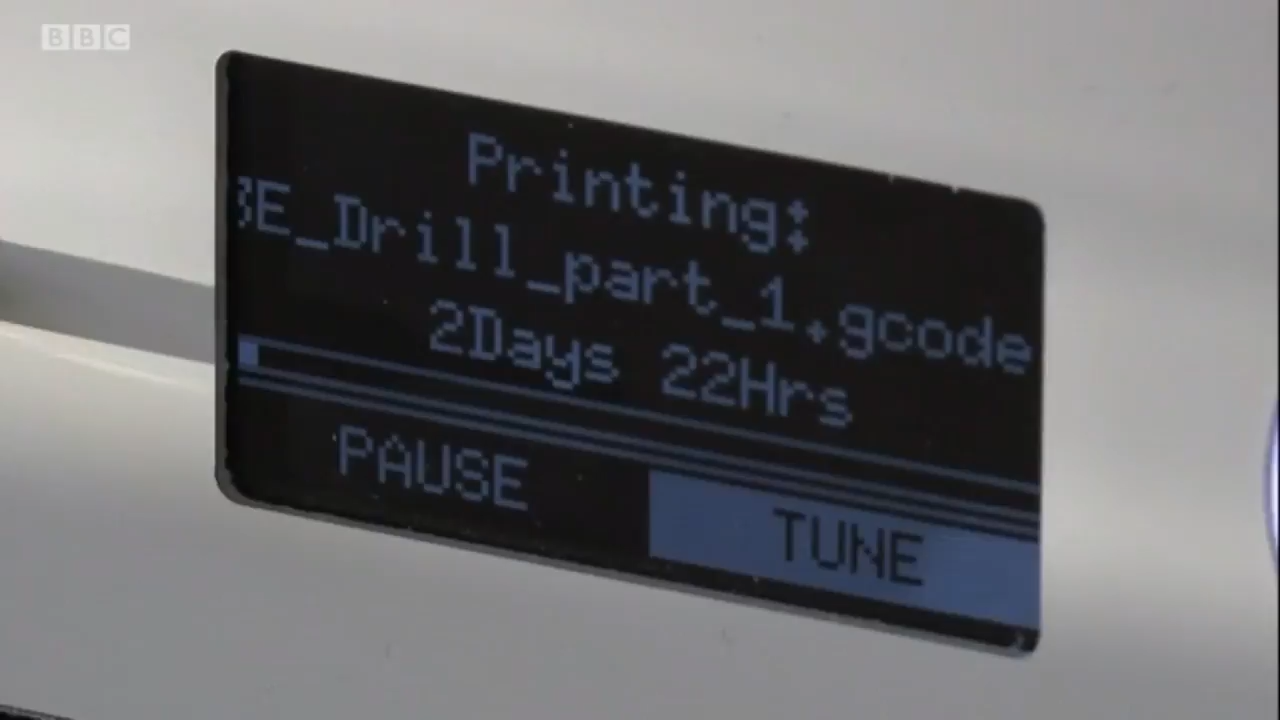 BBC
Printing:
E_Drill_part_1.gcode
2Days 22Hrs
PAUSE
TUNE